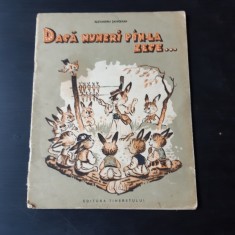 DACĂ NUMERI PÎN LA
ZECE...
EDITURA TINERETULUI